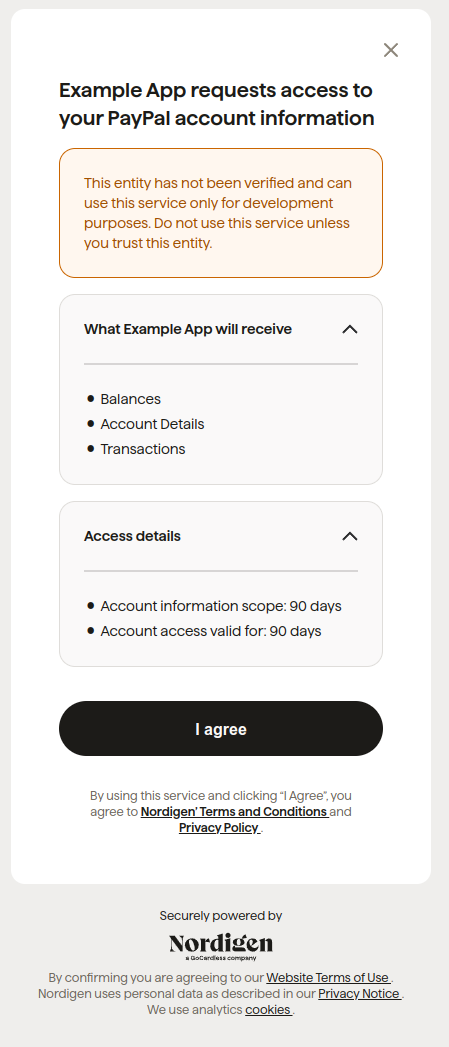 Example App requests access to
your PayPal account information
This entity has not been verified and can
use this service only for development
purposes. Do not use this service unless
you trust this entity.
What Example App will receive
Balances
Account Details
Transactions
Access details
Account information scope: 90 days
Account access valid for: 90 days
I agree
By using this service and clicking “I Agree”, you
agree to Nordigen' Terms and Conditions and
Privacy Policy .
Securely powered by
Nordigen
a GoCardless company
By confirming you are agreeing to our Website Terms of Use .
Nordigen uses personal data as described in our Privacy Notice .
We use analytics cookies .